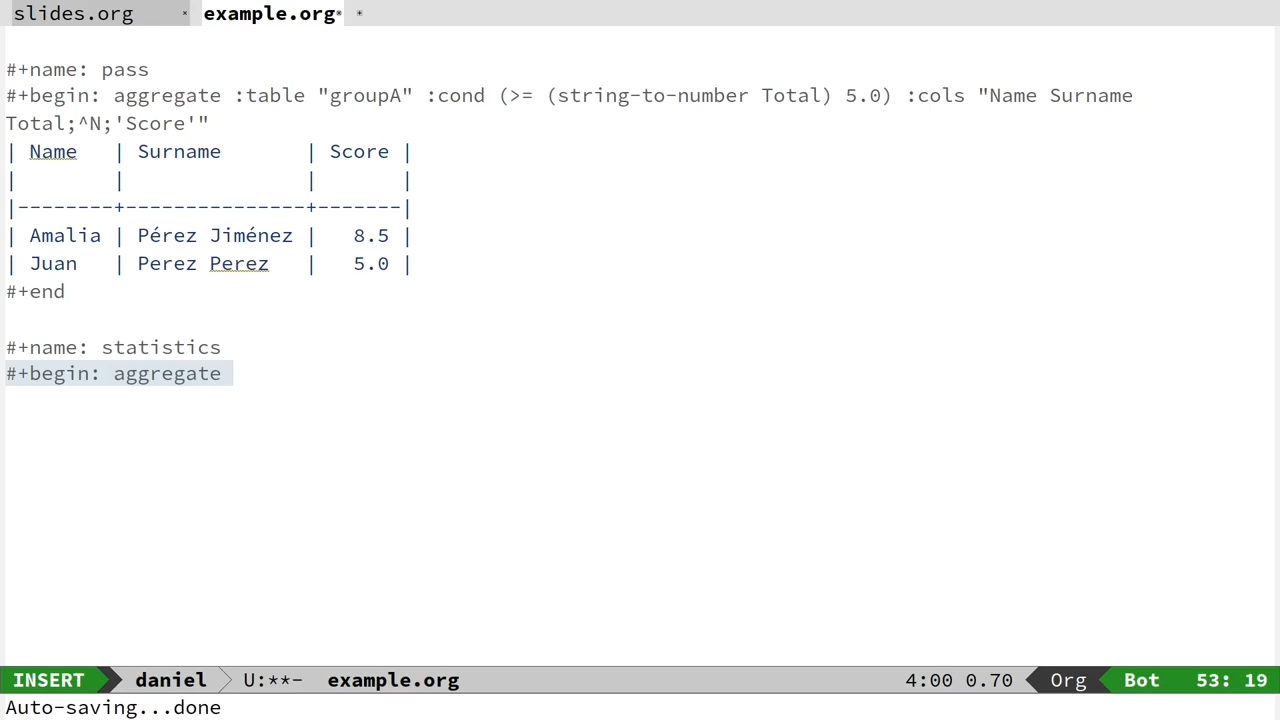 slides.org * example.org* *
#+name: pass
#+begin: aggregate :table "groupA" :cond (>= (string-to-number Total) 5.0) :cols "Name Surname
Total;^N;'Score'"
| Name   | Surname       | Score |
|        |               |       |
|--------+---------------+-------|
| Amalia | Pérez Jiménez |   8.5 |
| Juan   | Perez Perez   |   5.0 |
#+end
#+name: statistics
#+begin: aggregate
INSERT daniel U:**- example.org 4:00 0.70 Org Bot 53: 19
Auto-saving...done